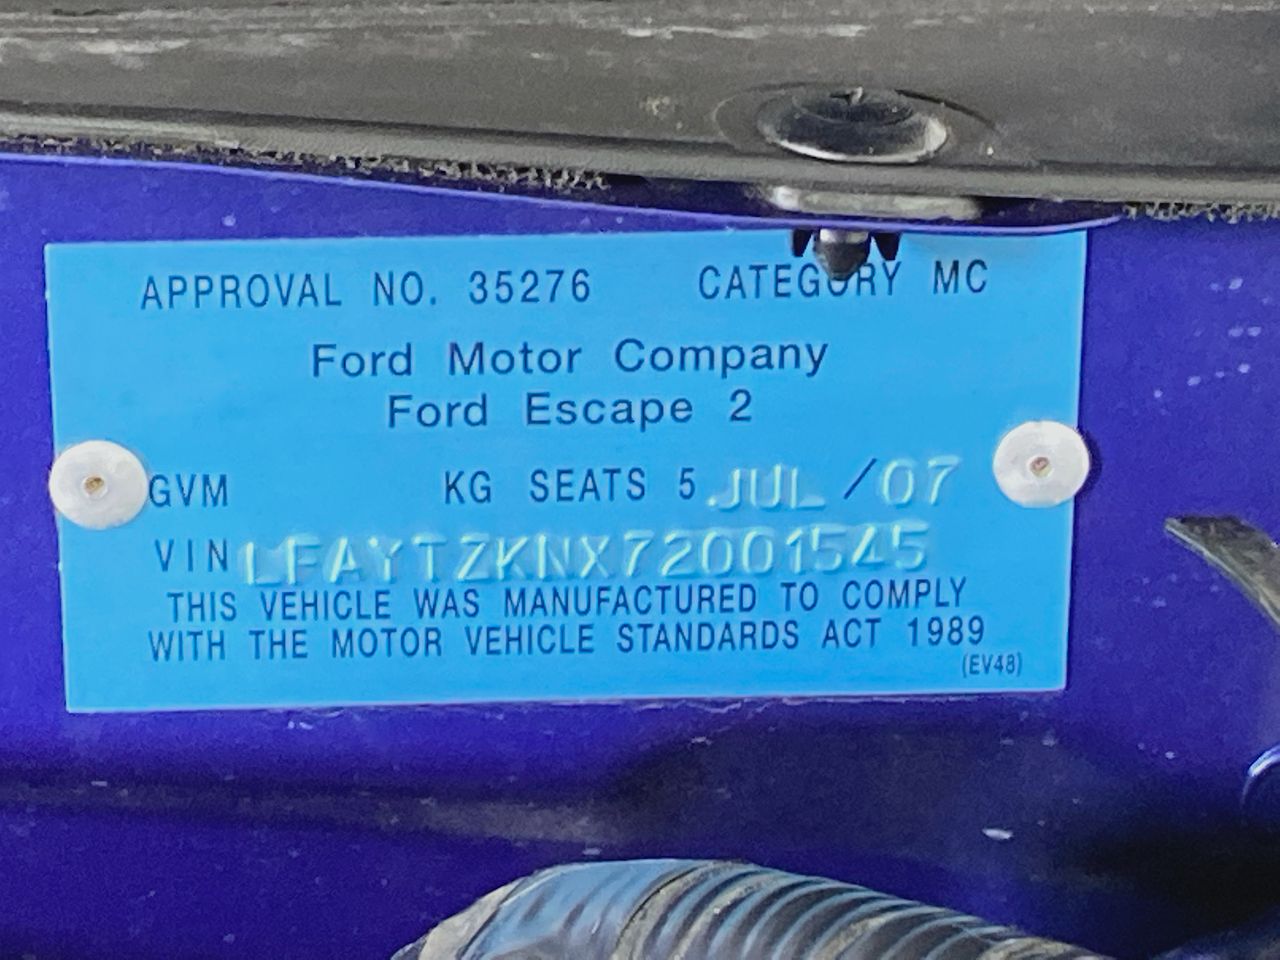 APPROVAL NO. 35276 CATEGORY MC
Ford Motor Company
Ford Escape 2
GVM KG SEATS 5 JUL /07
VIN LFAYTZKNX72001545
THIS VEHICLE WAS MANUFACTURED TO COMPLY
WITH THE MOTOR VEHICLE STANDARDS ACT 1989
(EV48)